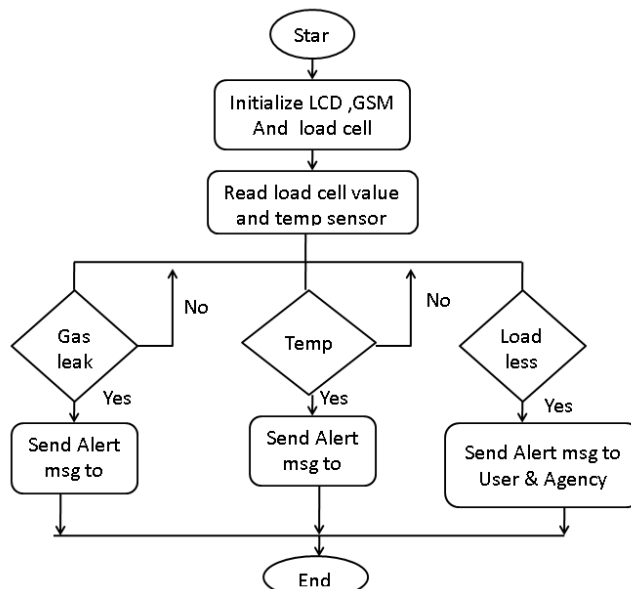 Star
Initialize LCD ,GSM
And load cell
Read load cell value
and temp sensor
Gas
leak
No
Yes
Temp
No
Yes
Load
less
Yes
Send Alert
msg to
Send Alert
msg to
Send Alert msg to
User & Agency
End